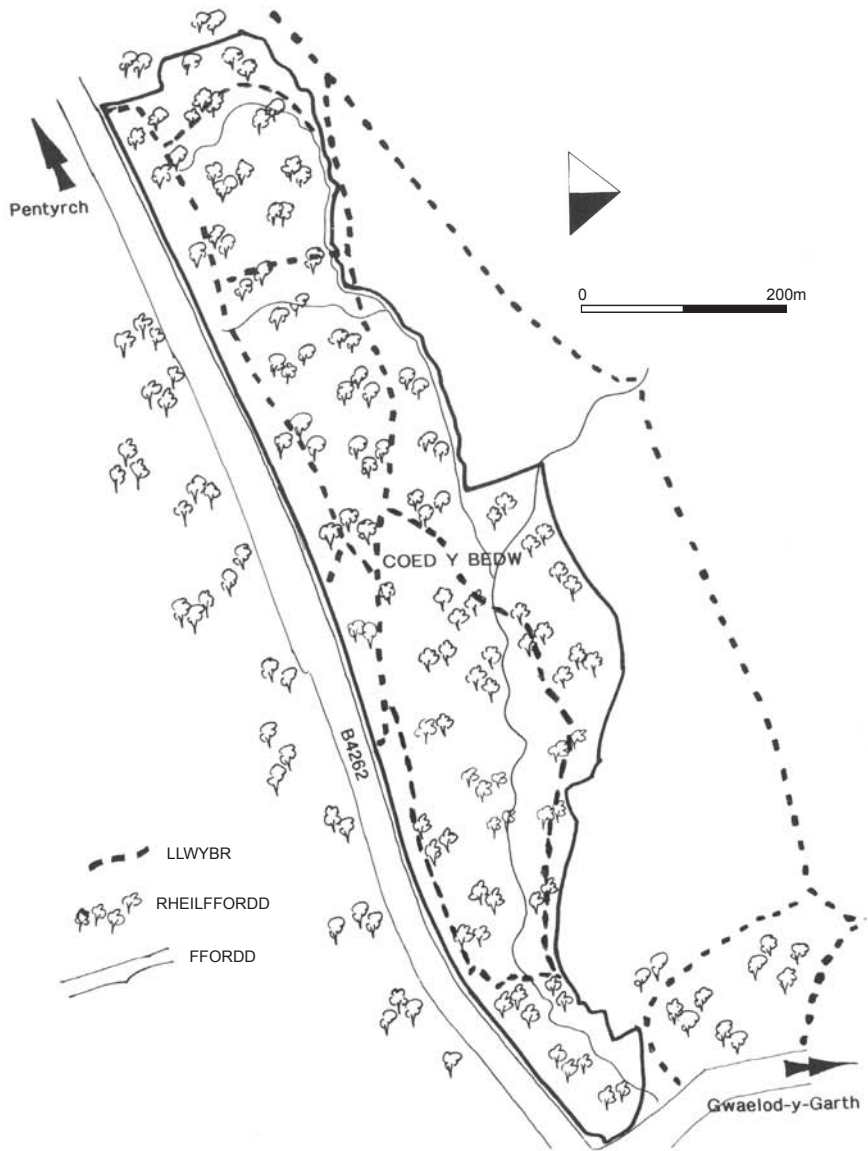 Pentyrch
0 200m
COED Y BEDW
B4262
LLWYBR
RHEILFFORDD
FFORDD
Gwaelod-y-Garth